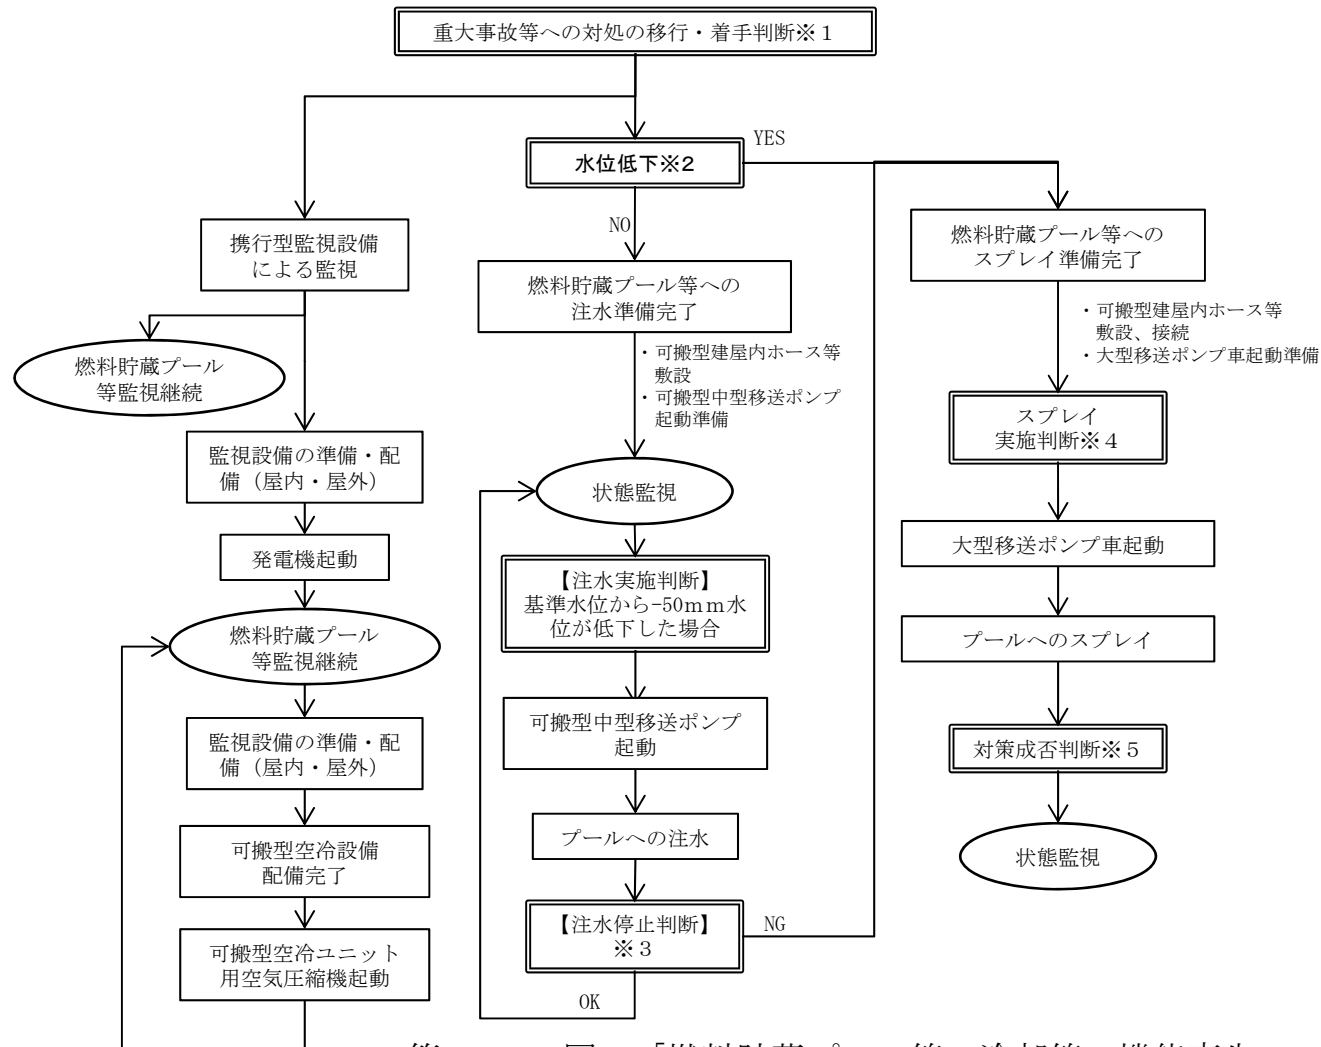 重大事故等への対処の移行・着手判断※1
水位低下※2
YES
NO
携行型監視設備
による監視
燃料貯蔵プール
等監視継続
監視設備の準備・配
備（屋内・屋外）
発電機起動
燃料貯蔵プール
等監視継続
監視設備の準備・配
備（屋内・屋外）
可搬型空冷設備
配備完了
可搬型空冷ユニット
用空気圧縮機起動
燃料貯蔵プール等への
注水準備完了
・可搬型建屋内ホース等
敷設
・可搬型中型移送ポンプ
起動準備
状態監視
【注水実施判断】
基準水位から-50ｍｍ水
位が低下した場合
可搬型中型移送ポンプ
起動
プールへの注水
【注水停止判断】
※３
NG
OK
燃料貯蔵プール等への
スプレイ準備完了
・可搬型建屋内ホース等
敷設、接続
・大型移送ポンプ車起動準備
スプレイ
実施判断※４
大型移送ポンプ車起動
プールへのスプレイ
対策成否判断※５
状態監視